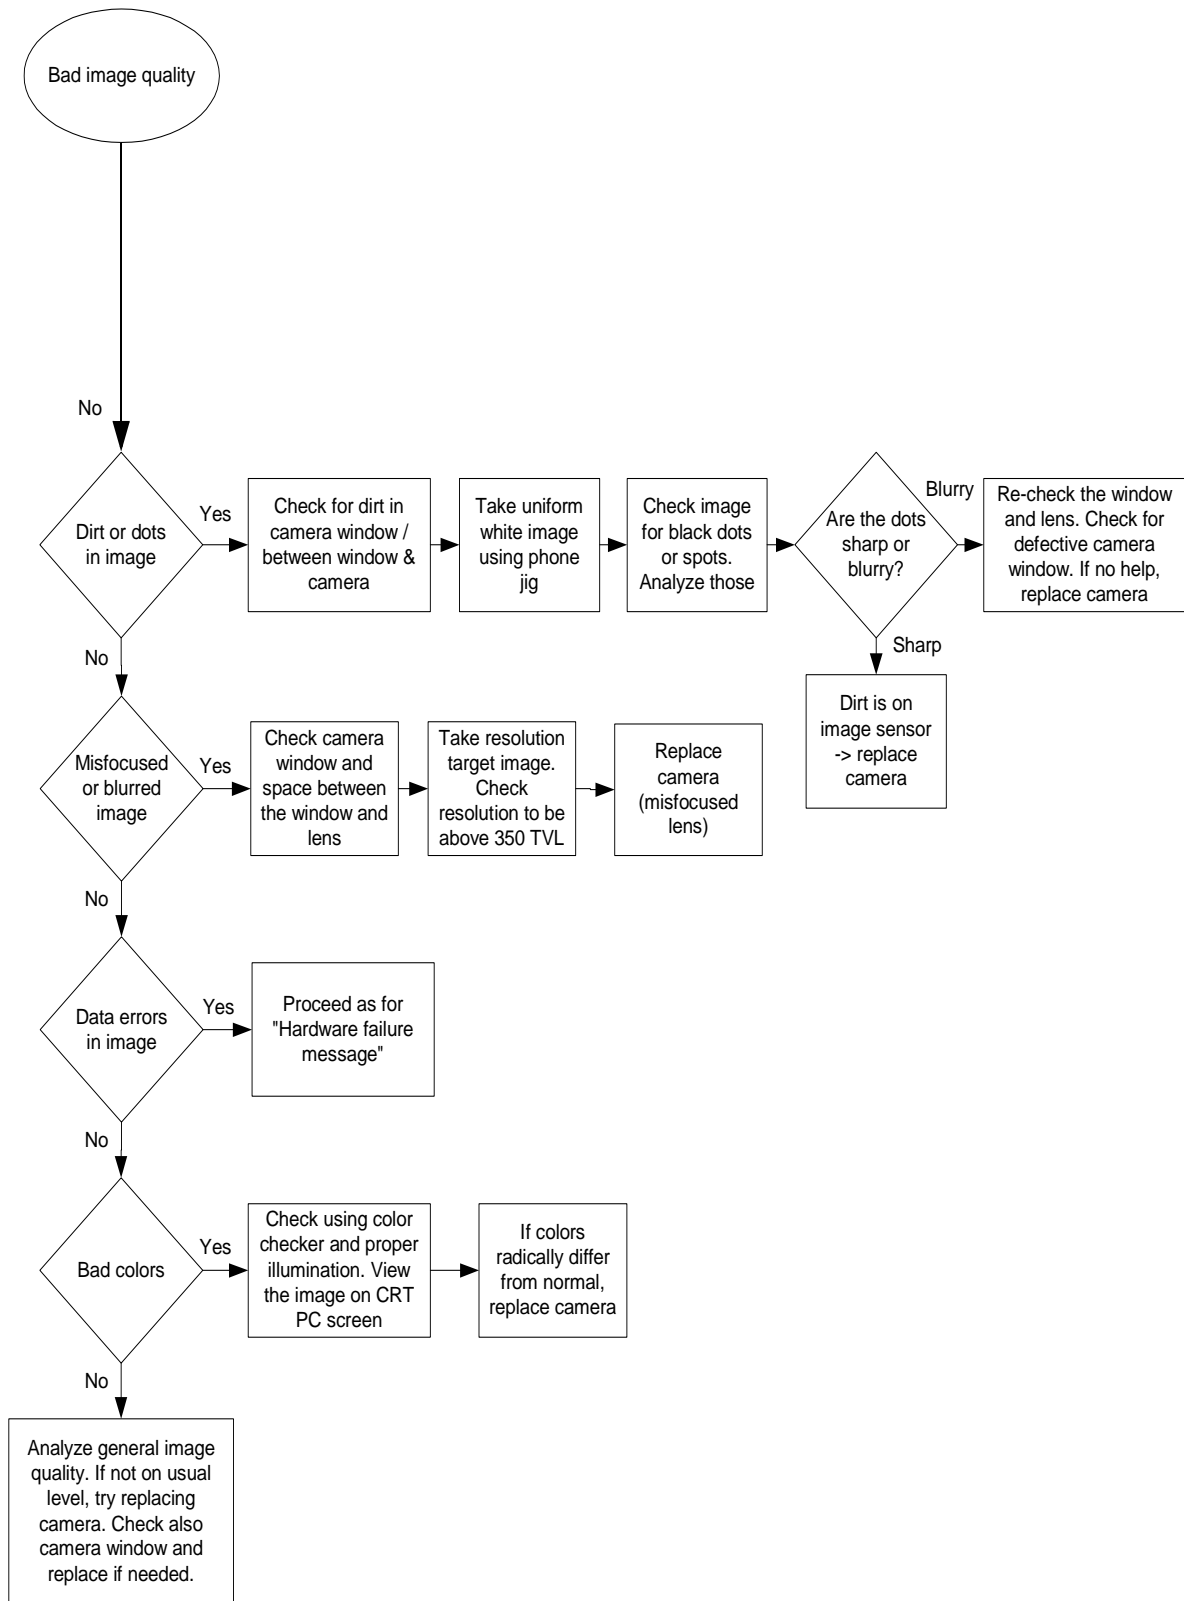 Bad image quality
No
Dirt or dots
in image
Yes
Check for dirt in
camera window /
between window &
camera
Take uniform
white image
using phone
jig
Check image
for black dots
or spots.
Analyze those
Are the dots
sharp or
blurry?
Blurry
Re-check the window
and lens. Check for
defective camera
window. If no help,
replace camera
Sharp
Dirt is on
image sensor
-> replace
camera
No
Misfocused
or blurred
image
Yes
Check camera
window and
space between
the window and
lens
Take resolution
target image.
Check
resolution to be
above 350 TVL
Replace
camera
(misfocused
lens)
No
Data errors
in image
Yes
Proceed as for
"Hardware failure
message"
No
Bad colors
Yes
Check using color
checker and proper
illumination. View
the image on CRT
PC screen
If colors
radically differ
from normal,
replace camera
No
Analyze general image
quality. If not on usual
level, try replacing
camera. Check also
camera window and
replace if needed.